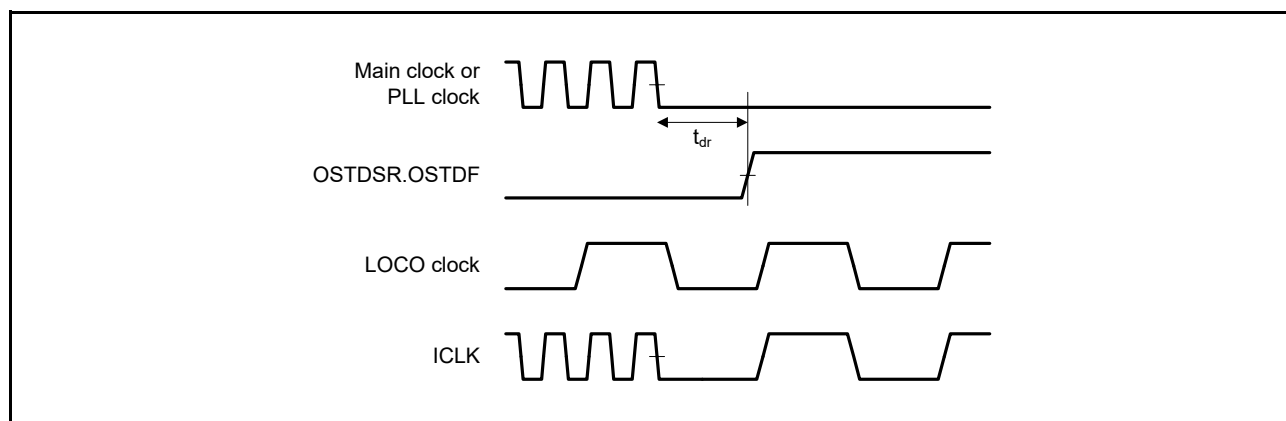 Main clock or
PLL clock
tdr
OSTDSR.OSTDF
LOCO clock
ICLK